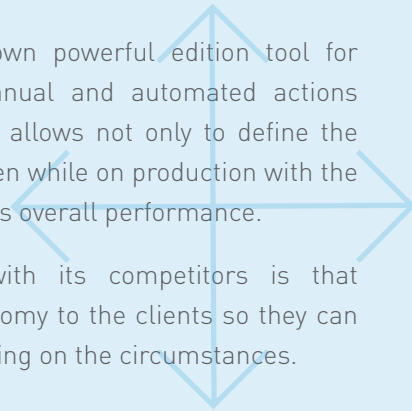 own powerful edition tool for
nnual and automated actions
allows not only to define the
en while on production with the
s overall performance.
with its competitors is that
omy to the clients so they can
ing on the circumstances.